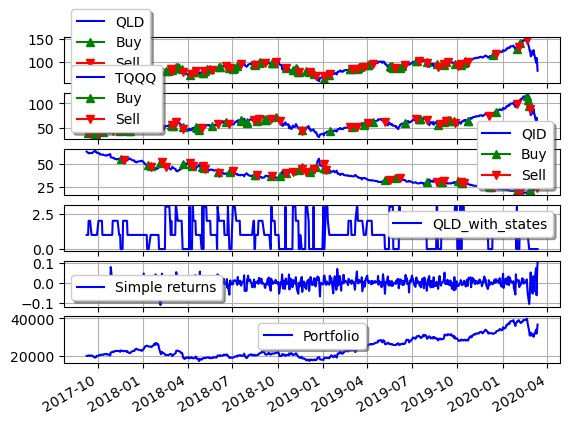 QLD
Buy
Sell
150
100
TQQQ
Buy
Sell
100
50
QID
Buy
Sell
50
25
QLD_with_states
2.5
0.0
Simple returns
0.1
0.0
−0.1
Portfolio
40000
20000
2017-10 2018-01 2018-04 2018-07 2018-10 2019-01 2019-04 2019-07 2019-10 2020-01 2020-04